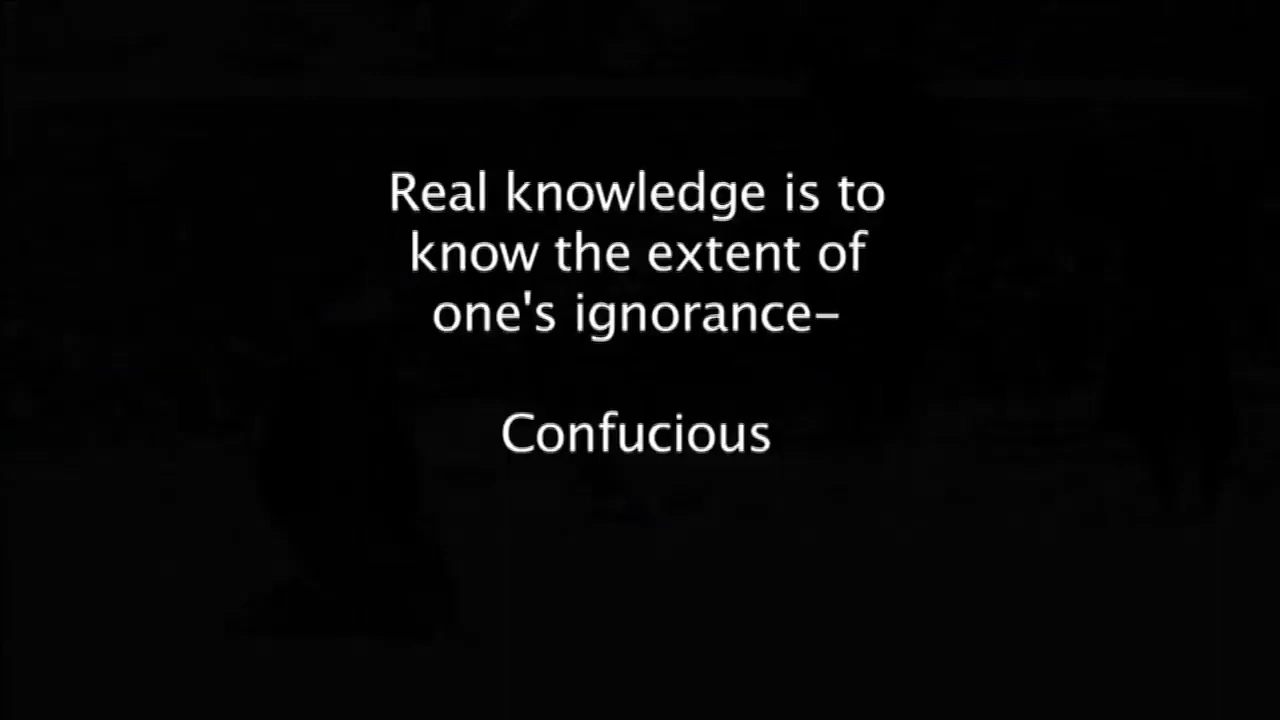 Real knowledge is to
know the extent of
one's ignorance–
Confucious